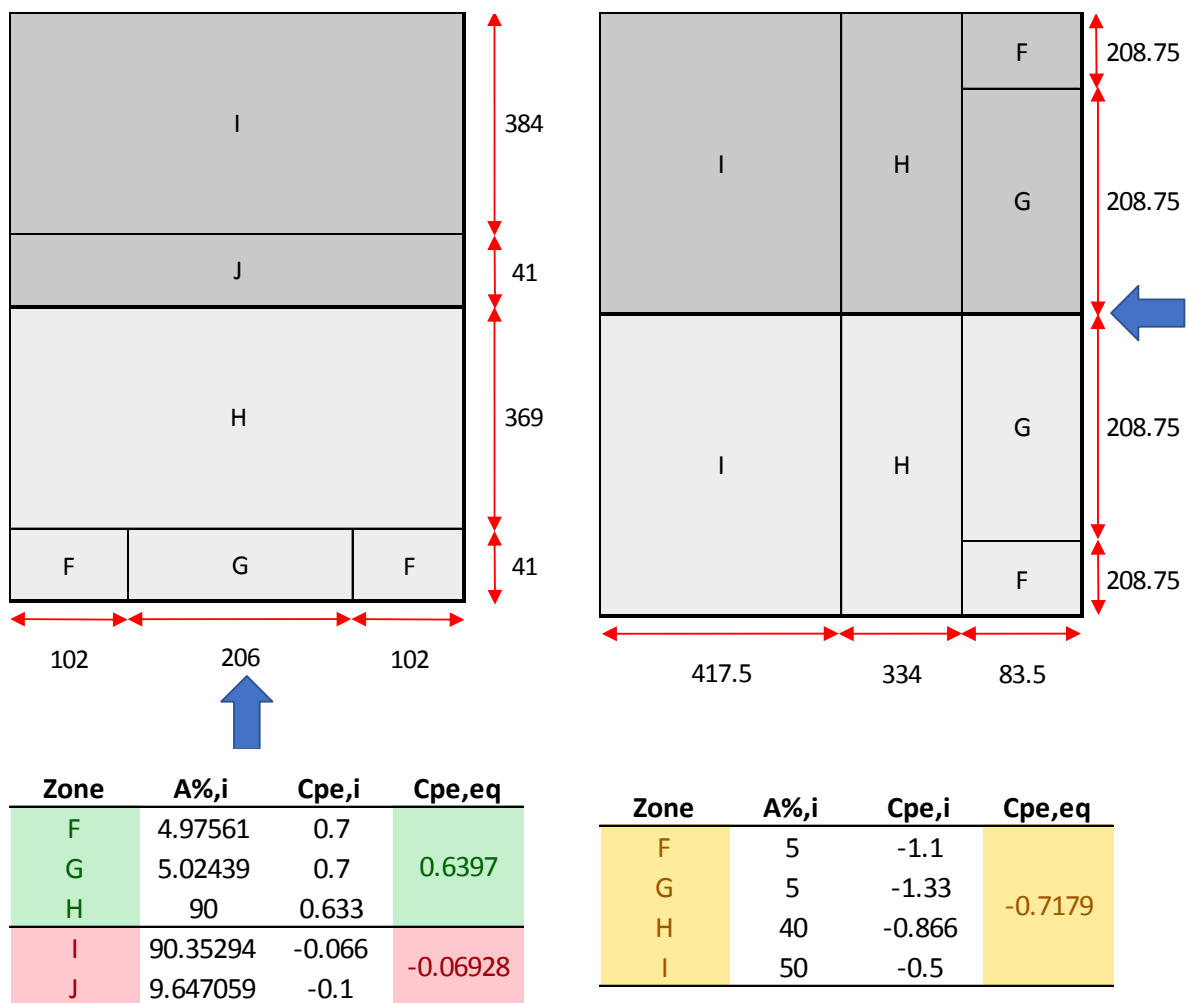 I
384
J
41
H
369
F G F
41
102 206 102
F
208.75
I H
G
208.75
G
208.75
I H
F
208.75
417.5 334 83.5
Zone A%,i Cpe,i Cpe,eq
F 4.97561 0.7
G 5.02439 0.7 0.6397
H 90 0.633
I 90.35294 -0.066
-0.06928
J 9.647059 -0.1
Zone A%,i Cpe,i Cpe,eq
F 5 -1.1
G 5 -1.33
-0.7179
H 40 -0.866
I 50 -0.5